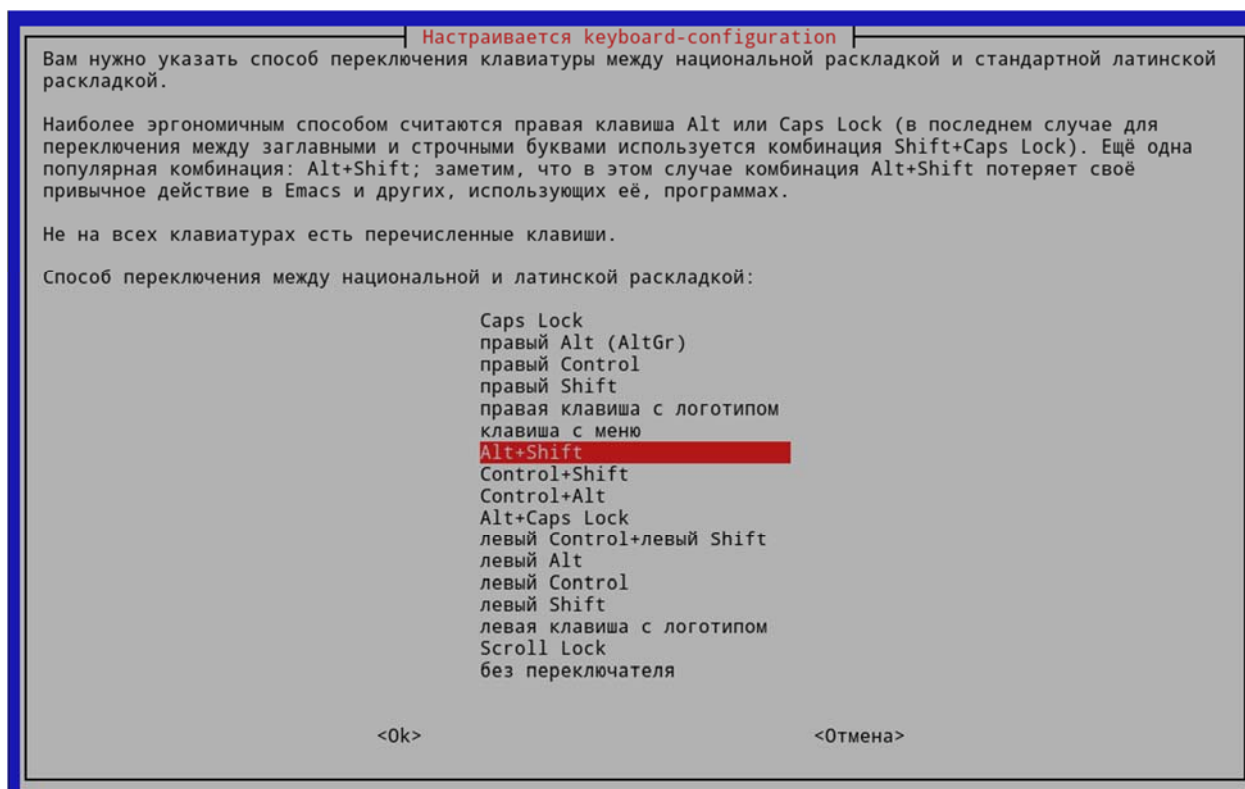 Настраивается keyboard-configuration
Вам нужно указать способ переключения клавиатуры между национальной раскладкой и стандартной латинской
раскладкой.
Наиболее эргономичным способом считаются правая клавиша Alt или Caps Lock (в последнем случае для
переключения между заглавными и строчными буквами используется комбинация Shift+Caps Lock). Ещё одна
популярная комбинация: Alt+Shift; заметим, что в этом случае комбинация Alt+Shift потеряет своё
привычное действие в Emacs и других, использующих её, программах.
Не на всех клавиатурах есть перечисленные клавиши.
Способ переключения между национальной и латинской раскладкой:
Caps Lock
правый Alt (AltGr)
правый Control
правый Shift
правая клавиша с логотипом
клавиша с меню
Alt+Shift
Control+Shift
Control+Alt
Alt+Caps Lock
левый Control+левый Shift
левый Alt
левый Control
левый Shift
левая клавиша с логотипом
Scroll Lock
без переключателя
<Ok> <Отмена>